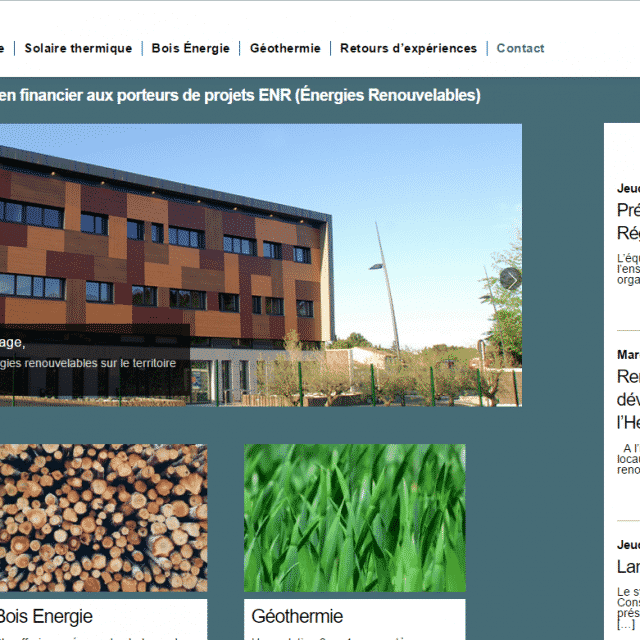 e | Solaire thermique | Bois Énergie | Géothermie | Retours d'expériences | Contact
en financier aux porteurs de projets ENR (Énergies Renouvelables)
age,
gies renouvelables sur le territoire
Bois Energie
Géothermie
Jeu
Pré
Rég
L'équ
l'ens
orga
Mar
Ren
dév
l'He
A l'
loca
reno
Jeu
Lan
Le s
Cons
prés
[...]